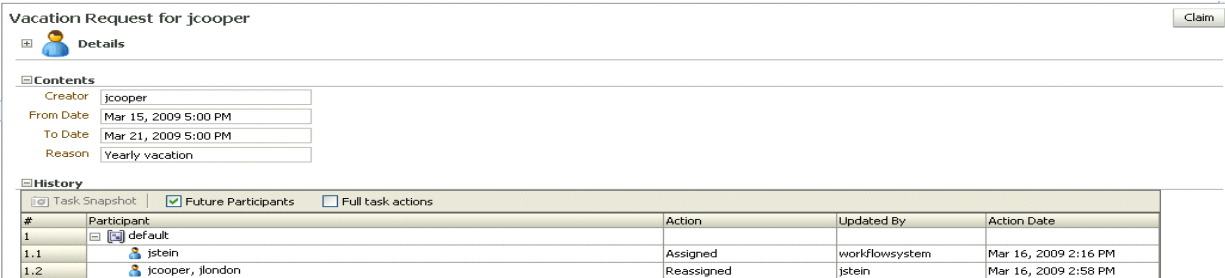 Vacation Request for jcooper
Claim
Details
Contents
Creator jcooper
From Date Mar 15, 2009 5:00 PM
To Date Mar 21, 2009 5:00 PM
Reason Yearly vacation
History
Task Snapshot Future Participants Full task actions
# Participant Action Updated By Action Date
1 default
1.1 jstein Assigned workflowsystem Mar 16, 2009 2:16 PM
1.2 jcooper, jlondon Reassigned jstein Mar 16, 2009 2:58 PM